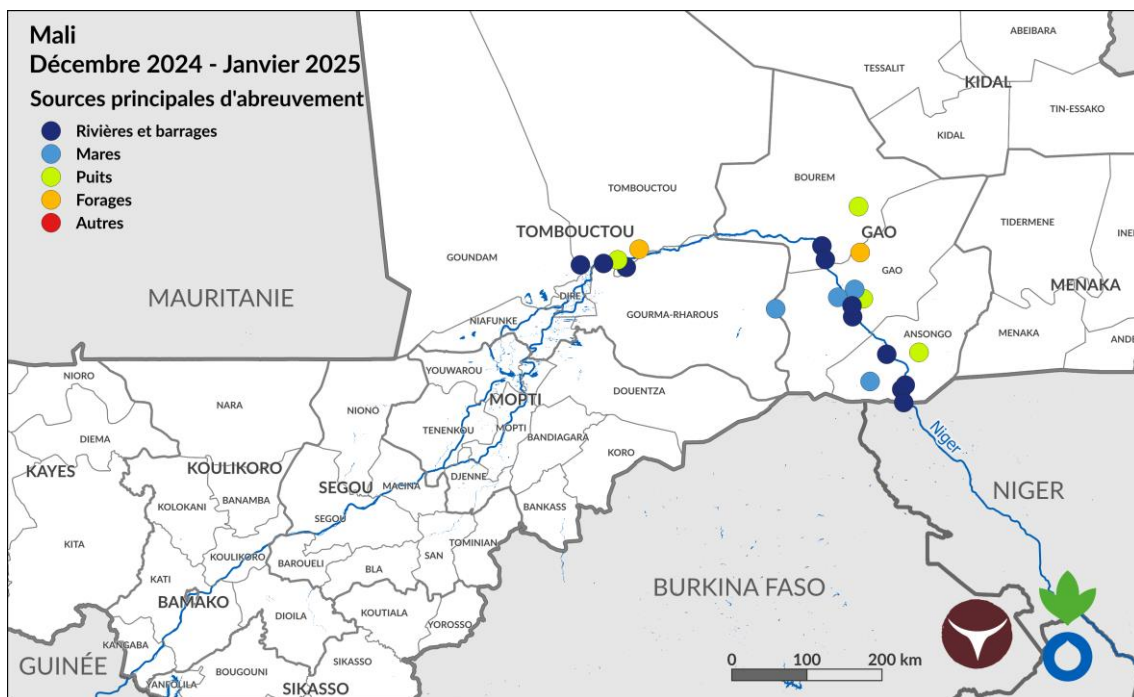 Mali
Décembre 2024 - Janvier 2025
Sources principales d'abreuvement
Rivières et barrages
Mares
Puits
Forages
Autres
ABEIBARA
TESSALIT
KIDAL
TIN-ESSAKO
KIDAL
TOMBOUCTOU
BOUREM
TIDERMENE
TOMBOUCTOU
GAO
GOUNDAM
GAO
MENAKA
MAURITANIE
DIRE
NIAFUNKE
GOURMA-RHAROUS
ANSONGO
MENAKA
ANDE
YOUWAROU
DOUENTZA
NIORO
NARA
NIONO
MOPTI
TENENKOU
MOPTI
BANDIAGARA
Niger
DIEMA
KORO
KAYES
KOULIKORO
DJENNE
SEGOU
MACINA
NIGER
BANAMBA
KOLOKANI
BANKASS
SEGOU
TOMINIAN
KITA
KOULIKORO
BAROUELI
SAN
BLA
KATI
BURKINA FASO
BAMAKO
DIOILA
KOUTIALA
YOROSSO
KANGABA
GUINÉE
BOUGOUNI
SIKASSO
YANFOLILA
SIKASSO
0 100 200 km